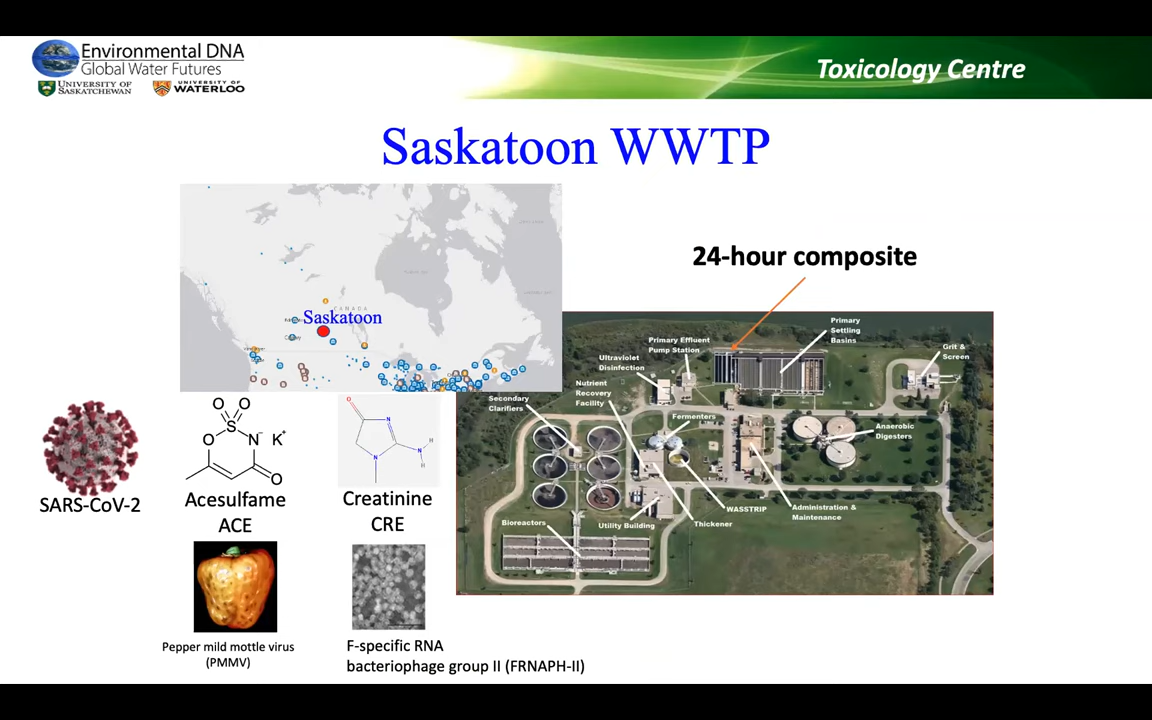 Environmental DNA
Global Water Futures
UNIVERSITY OF
SASKATCHEWAN
UNIVERSITY OF
WATERLOO
Toxicology Centre
Saskatoon WWTP
CANADA
Saskatoon
24-hour composite
Primary
Settling
Basins
Primary Effluent
Pump Station
Grit &
Screen
Ultraviolet
Disinfection
Nutrient
Recovery
Facility
Secondary
Clarifiers
Fermenters
Anaerobic
Digesters
WASSTRIP
Administration &
Maintenance
Bioreactors
Utility Building
Thickener
SARS-CoV-2
O O
S
O N⁻ K⁺
O
Acesulfame
ACE
O
N
N
N
H
H
Creatinine
CRE
Pepper mild mottle virus
(PMMV)
F-specific RNA
bacteriophage group II (FRNAPH-II)